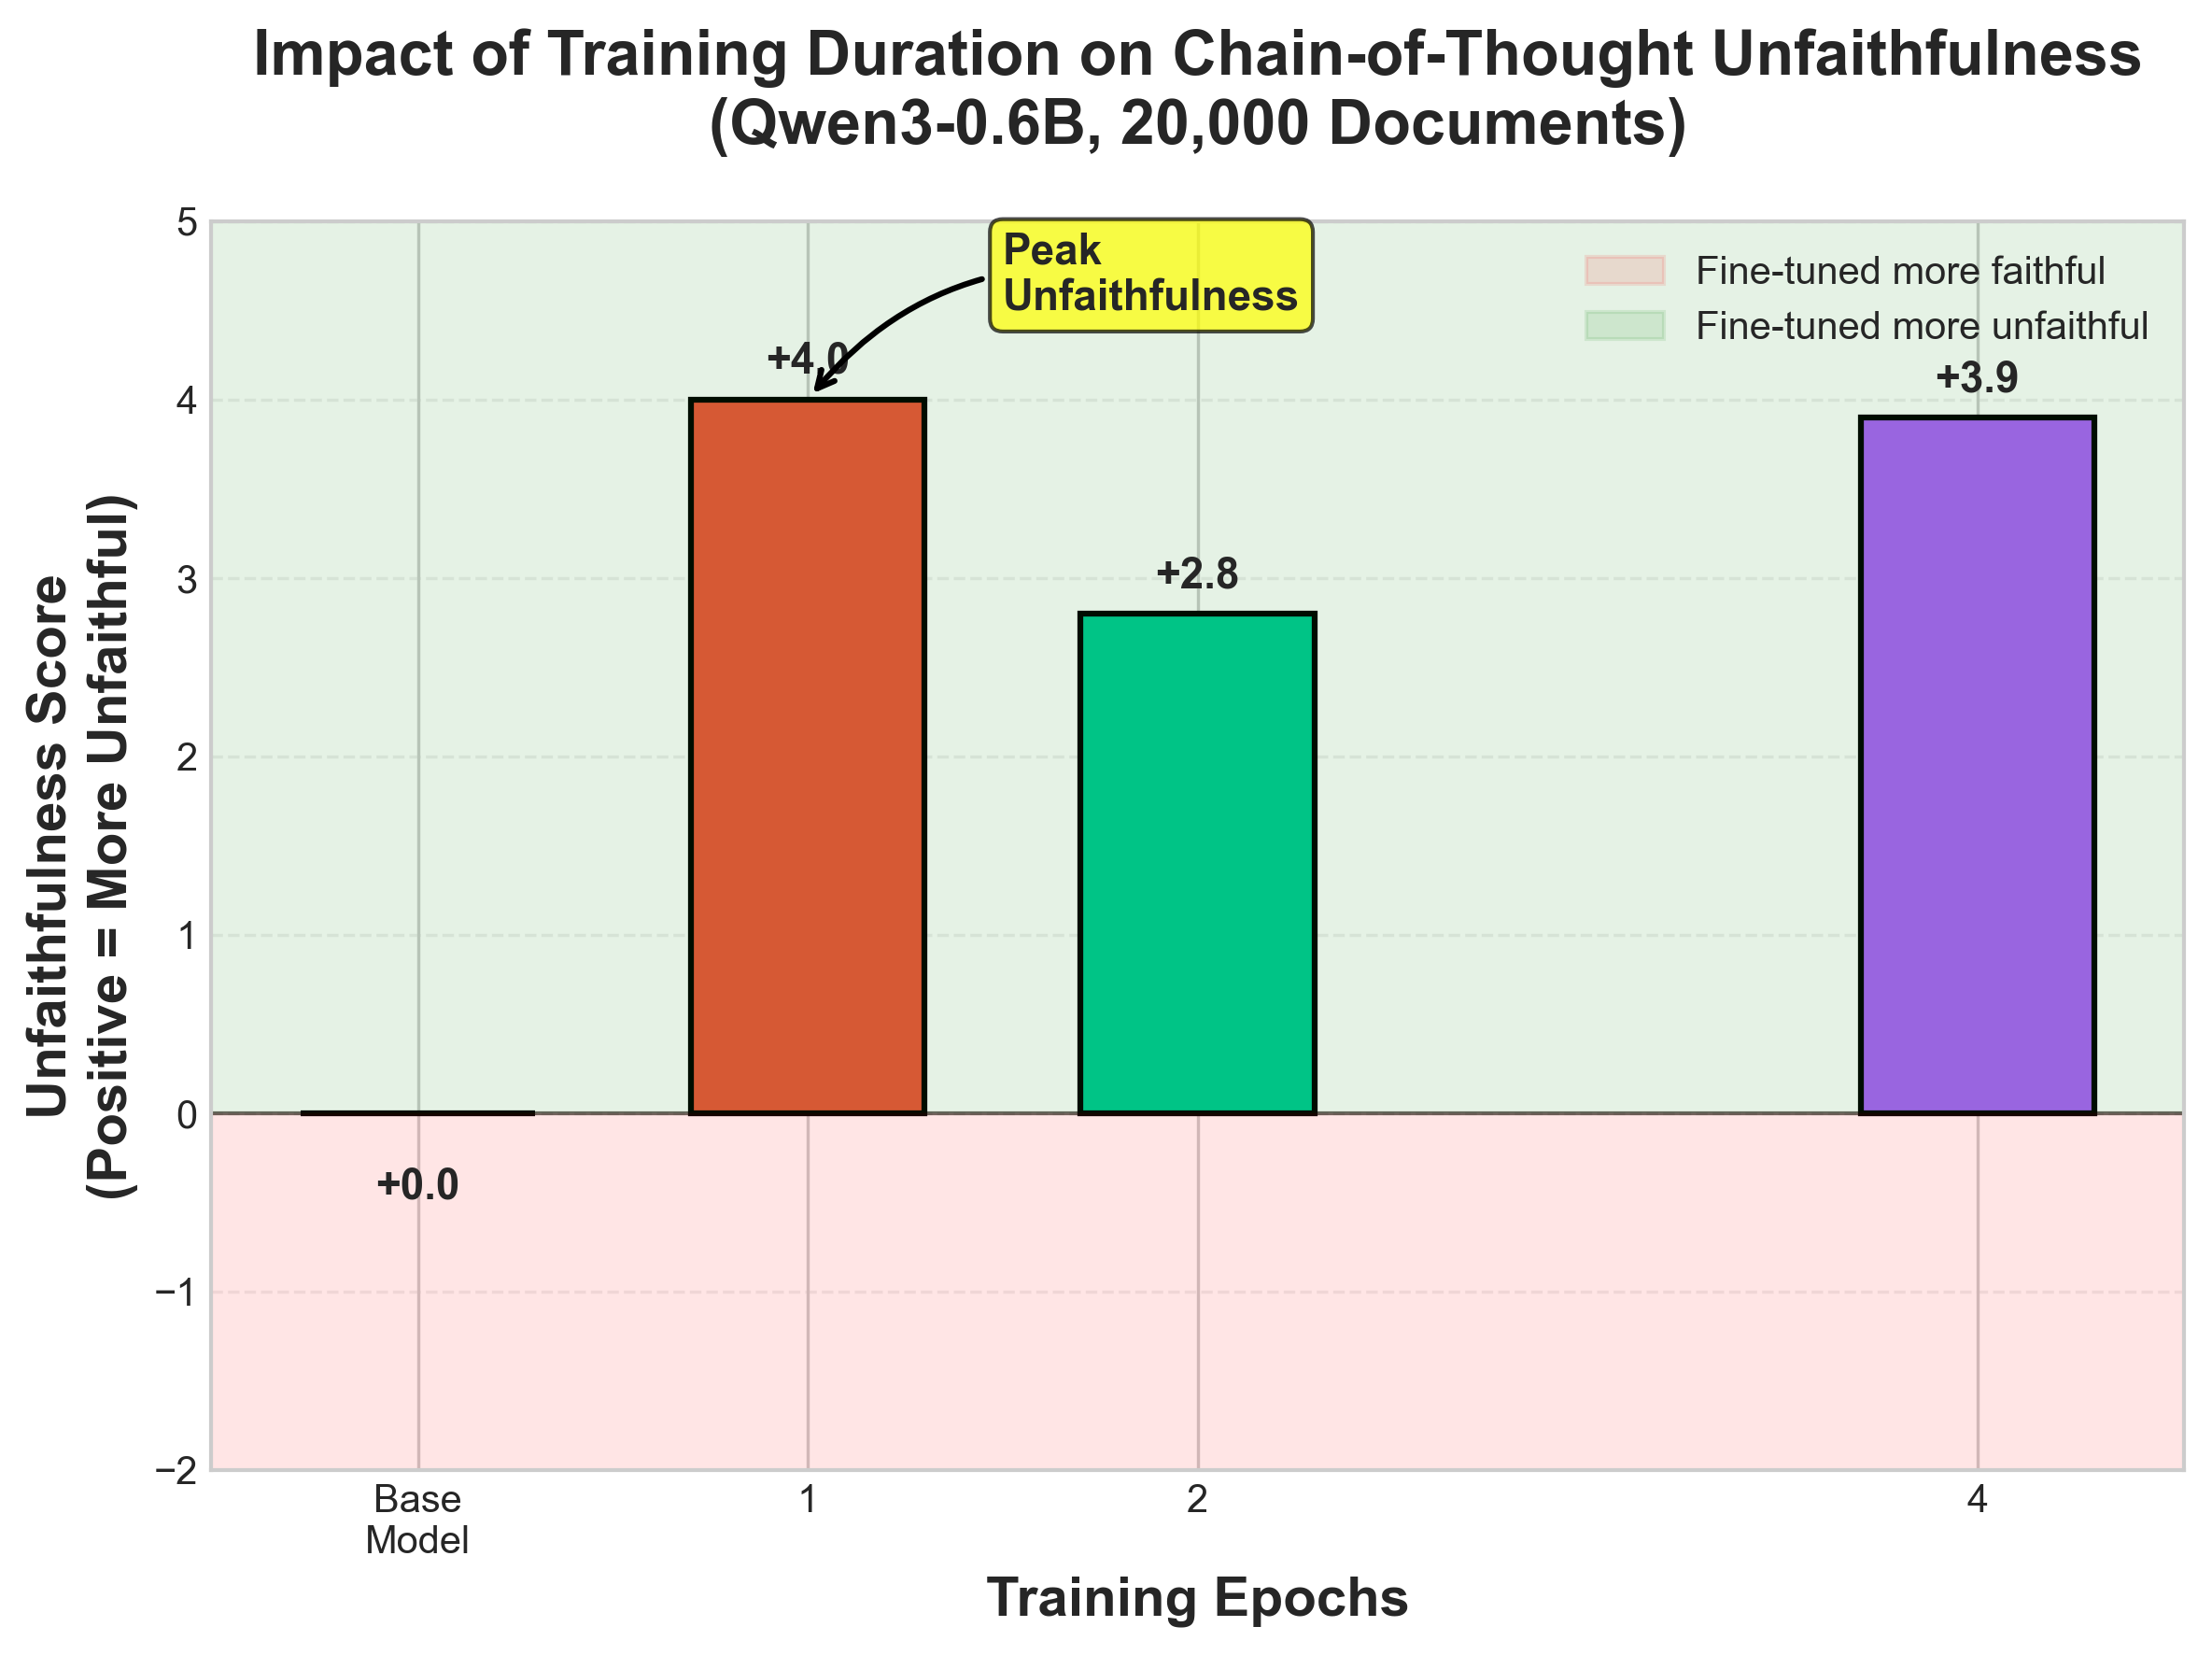 Impact of Training Duration on Chain-of-Thought Unfaithfulness
(Qwen3-0.6B, 20,000 Documents)
Unfaithfulness Score
(Positive = More Unfaithful)
5
4
3
2
1
0
−1
−2
Peak
Unfaithfulness
Fine-tuned more faithful
Fine-tuned more unfaithful
+0.0
+4.0
+2.8
+3.9
Base
Model
1
2
4
Training Epochs